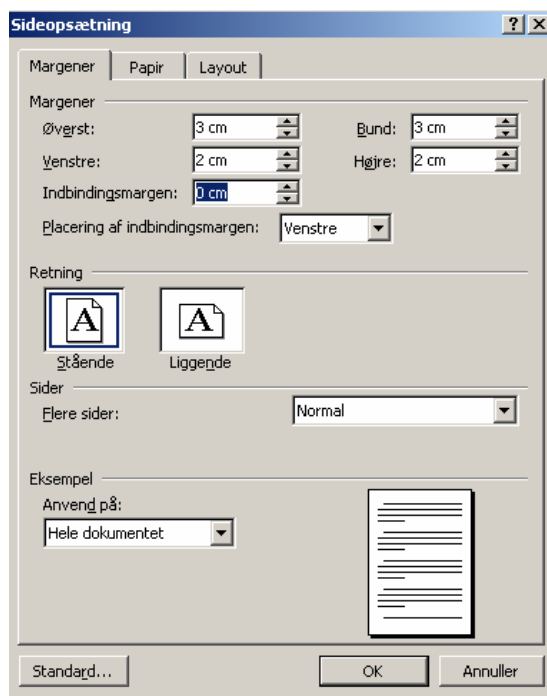 Sideopsætning
Margener Papir Layout
Margener
Øverst: 3 cm Bund: 3 cm
Venstre: 2 cm Højre: 2 cm
Indbindingsmargen: 0 cm
Placering af indbindingsmargen: Venstre
Retning
A A
Stående Liggende
Sider
Flere sider: Normal
Eksempel
Anvend på:
Hele dokumentet
Standard... OK Annuller